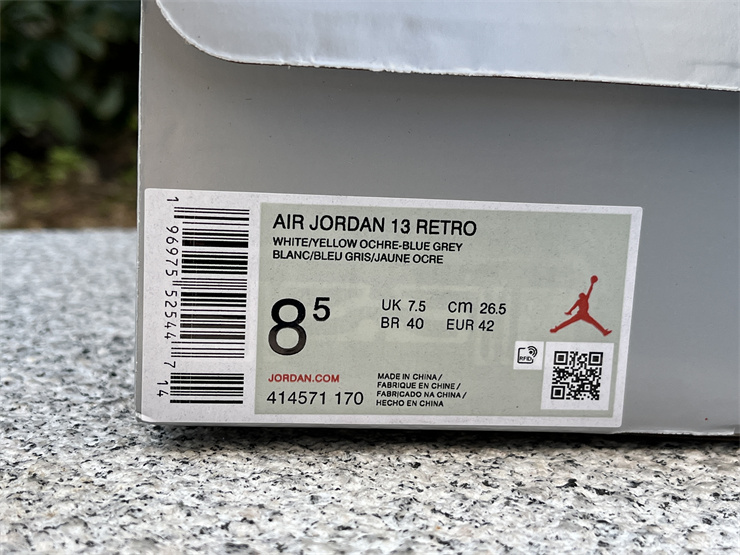 1 96975 52544 7 14
AIR JORDAN 13 RETRO
WHITE/YELLOW OCHRE-BLUE GREY
BLANC/BLEU GRIS/JAUNE OCRE
8⁵
UK 7.5 cm 26.5
BR 40 EUR 42
RFID
JORDAN.COM
414571 170
MADE IN CHINA/
FABRIQUE EN CHINE/
FABRICADO NA CHINA/
HECHO EN CHINA